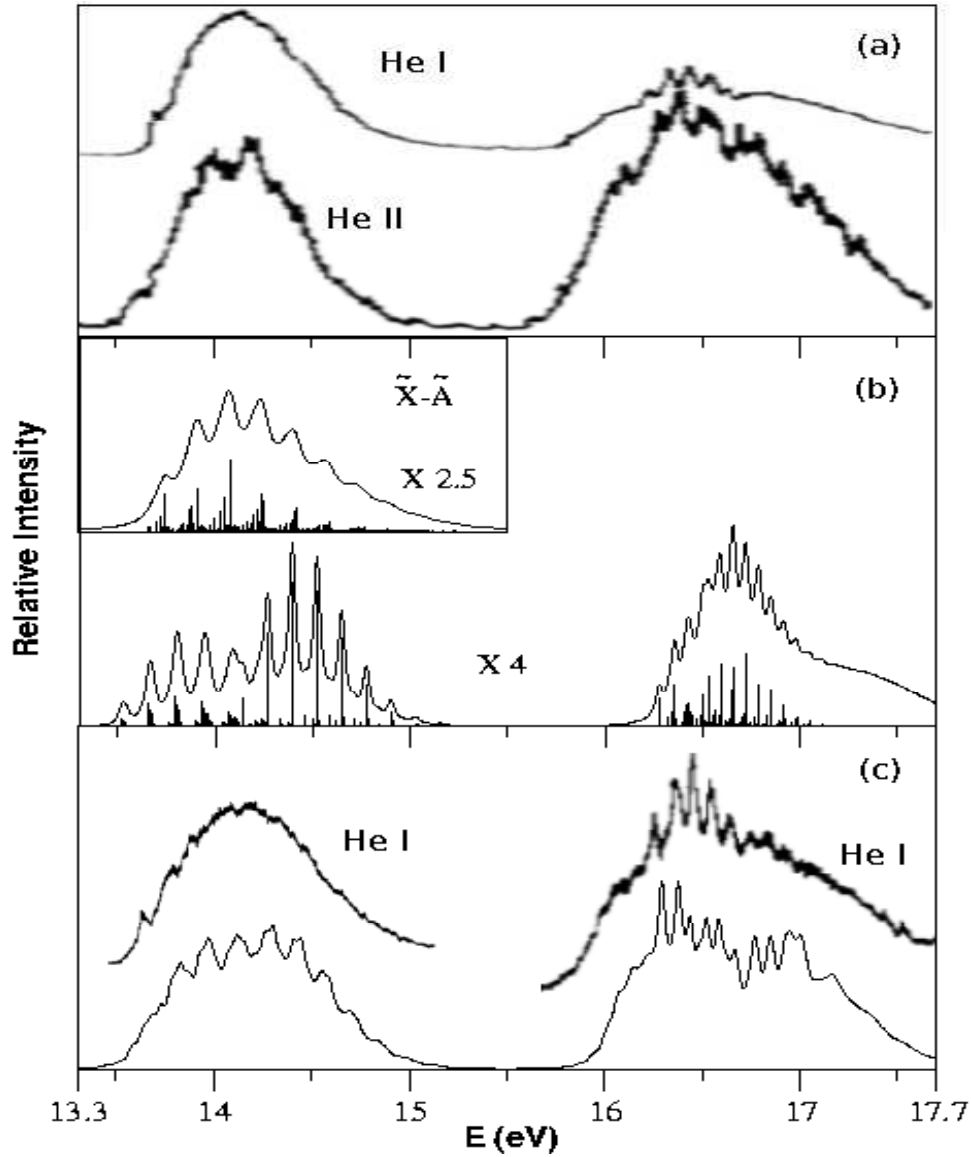 (a)
He I
He II
(b)
X̃-Ã
X 2.5
X 4
(c)
He I
He I
Relative Intensity
13.3 14 15 16 17 17.7
E (eV)